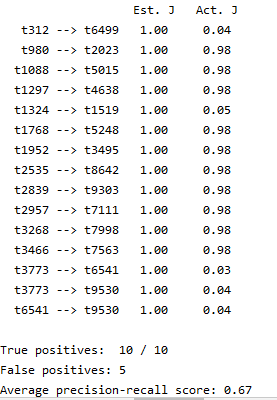 Est. J Act. J
t312 --> t6499 1.00 0.04
t980 --> t2023 1.00 0.98
t1088 --> t5015 1.00 0.98
t1297 --> t4638 1.00 0.98
t1324 --> t1519 1.00 0.05
t1768 --> t5248 1.00 0.98
t1952 --> t3495 1.00 0.98
t2535 --> t8642 1.00 0.98
t2839 --> t9303 1.00 0.98
t2957 --> t7111 1.00 0.98
t3268 --> t7998 1.00 0.98
t3466 --> t7563 1.00 0.98
t3773 --> t6541 1.00 0.03
t3773 --> t9530 1.00 0.04
t6541 --> t9530 1.00 0.04
True positives: 10 / 10
False positives: 5
Average precision-recall score: 0.67